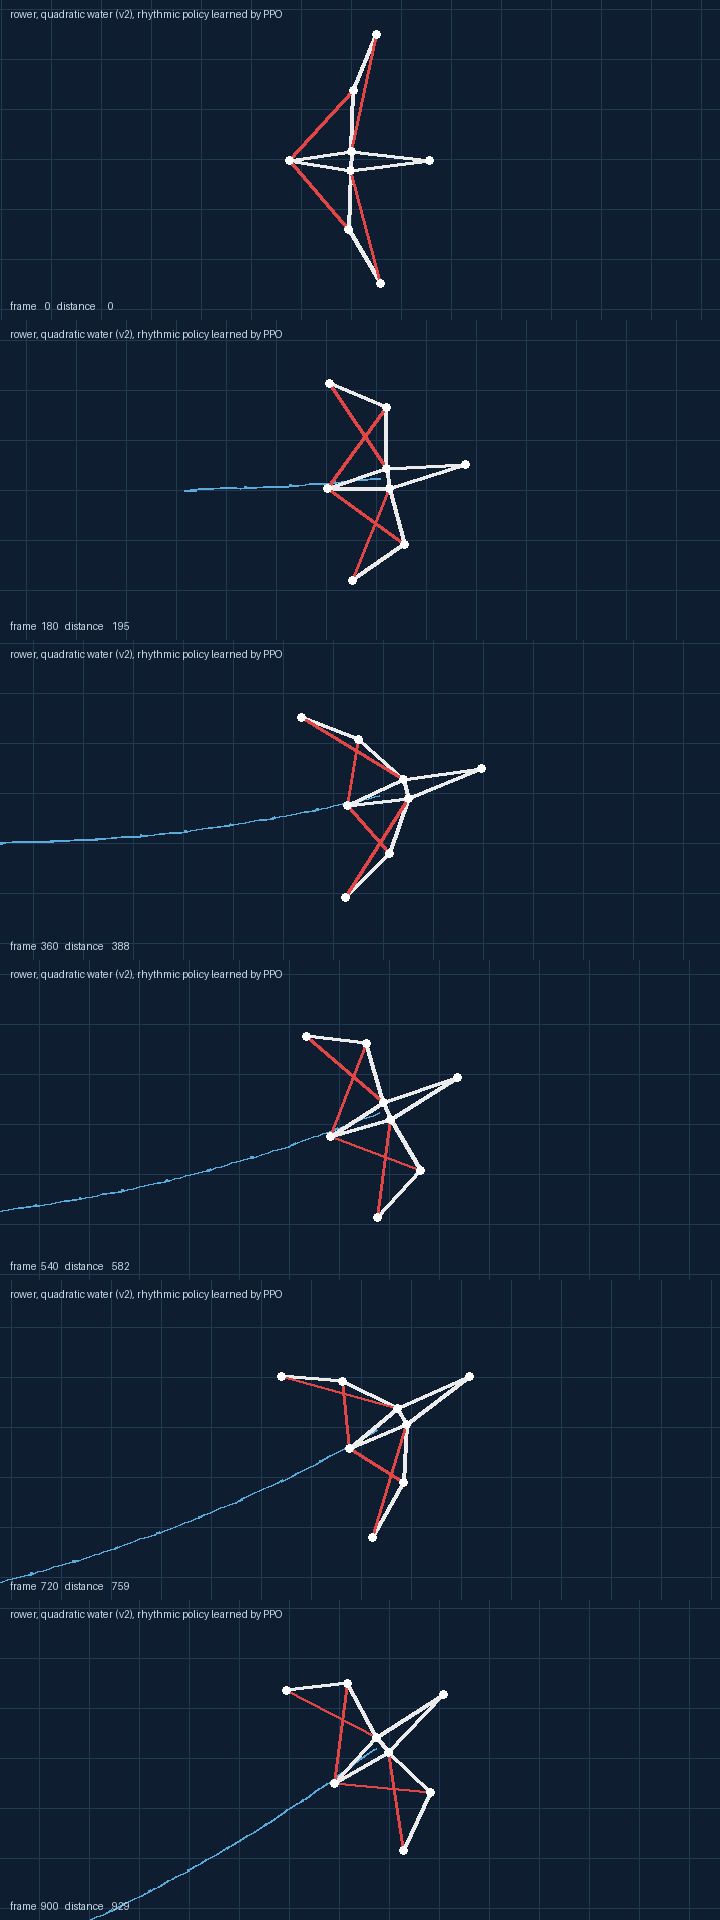 rower, quadratic water (v2), rhythmic policy learned by PPO
frame 0 distance 0
rower, quadratic water (v2), rhythmic policy learned by PPO
frame 180 distance 195
rower, quadratic water (v2), rhythmic policy learned by PPO
frame 360 distance 388
rower, quadratic water (v2), rhythmic policy learned by PPO
frame 540 distance 582
rower, quadratic water (v2), rhythmic policy learned by PPO
frame 720 distance 759
rower, quadratic water (v2), rhythmic policy learned by PPO
frame 900 distance 929